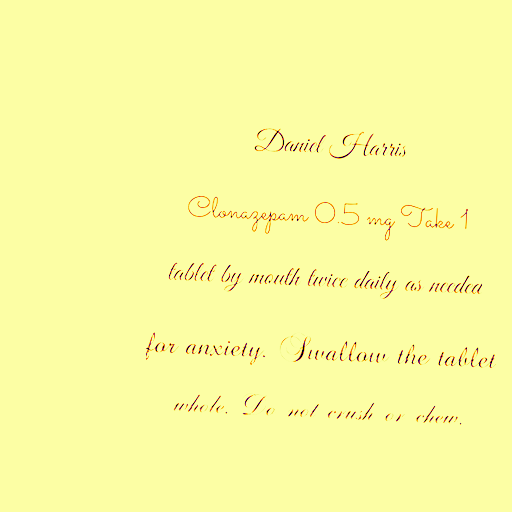 Daniel Harris
Clonazepam 0.5 mg Take 1
tablet by mouth twice daily as needed
for anxiety. Swallow the tablet
whole. Do not crush or chew.